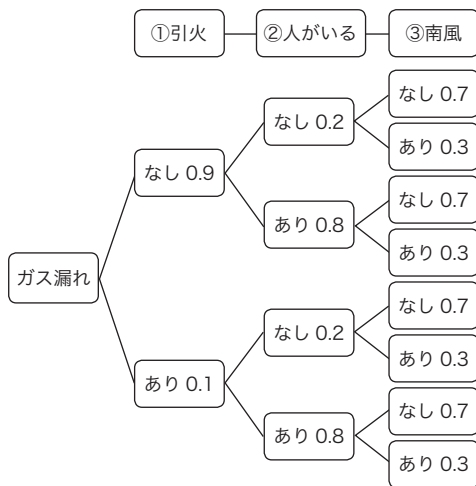 ①引火
②人がいる
③南風
なし 0.7
なし 0.2
あり 0.3
なし 0.9
なし 0.7
あり 0.8
あり 0.3
ガス漏れ
なし 0.7
なし 0.2
あり 0.3
あり 0.1
なし 0.7
あり 0.8
あり 0.3